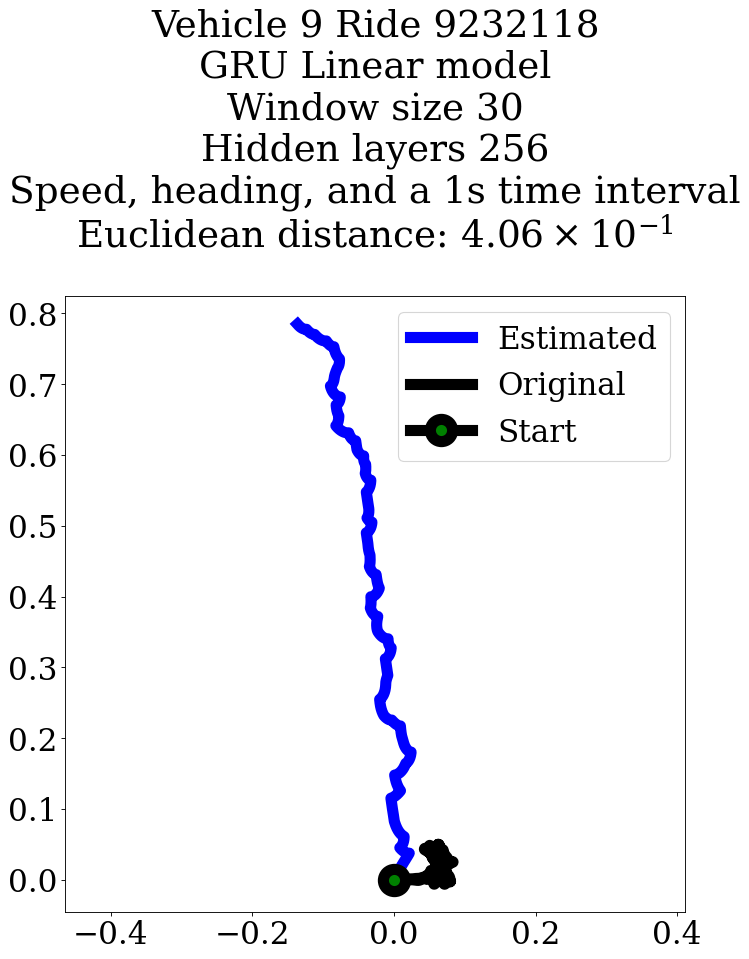 Vehicle 9 Ride 9232118
GRU Linear model
Window size 30
Hidden layers 256
Speed, heading, and a 1s time interval
Euclidean distance: 4.06 × 10⁻¹
Estimated
Original
Start
0.8
0.7
0.6
0.5
0.4
0.3
0.2
0.1
0.0
−0.4 −0.2 0.0 0.2 0.4